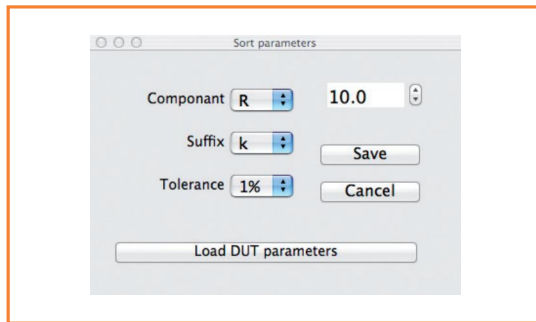 Sort parameters
Componant R 10.0
Suffix k
Save
Tolerance 1%
Cancel
Load DUT parameters